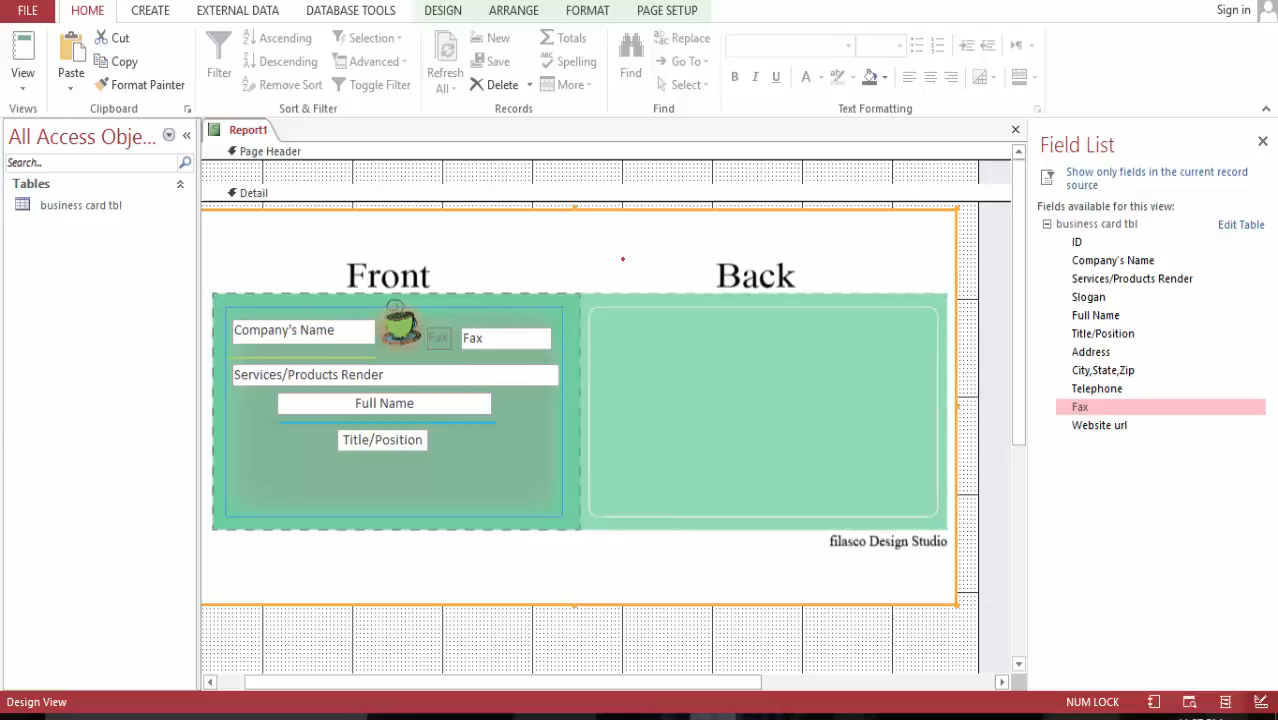 FILE HOME CREATE EXTERNAL DATA DATABASE TOOLS DESIGN ARRANGE FORMAT PAGE SETUP Sign in
View
Views
Paste
Cut
Copy
Format Painter
Clipboard
Filter
Ascending
Descending
Remove Sort
Selection
Advanced
Toggle Filter
Sort & Filter
Refresh
All
New
Save
Delete
Totals
Spelling
More
Records
Find
Replace
Go To
Select
Find
B I U A
Text Formatting
All Access Obje...
Search..
Tables
business card tbl
Report1
Page Header
Detail
Front Back
Company's Name Fax Fax
Services/Products Render
Full Name
Title/Position
filasco Design Studio
Field List
Show only fields in the current record
source
Fields available for this view:
business card tbl Edit Table
ID
Company's Name
Services/Products Render
Slogan
Full Name
Title/Position
Address
City,State,Zip
Telephone
Fax
Website url
Design View NUM LOCK